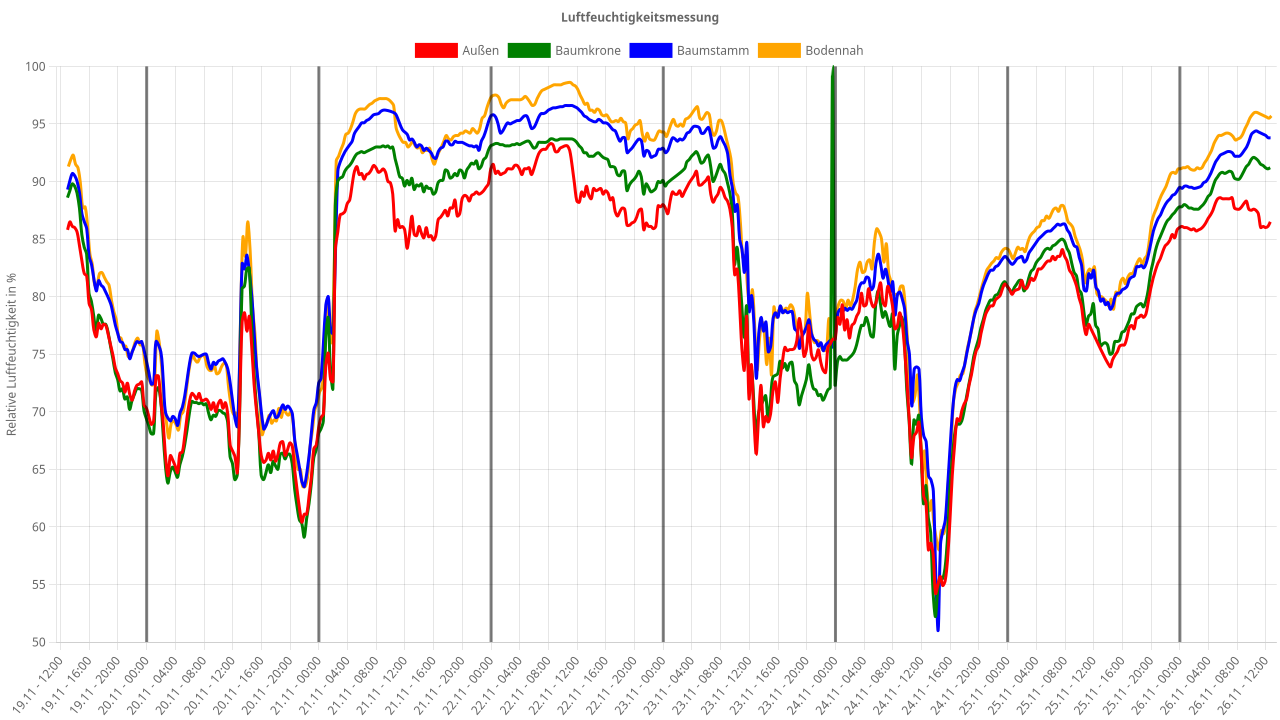 Luftfeuchtigkeitsmessung
Außen Baumkrone Baumstamm Bodennah
Relative Luftfeuchtigkeit in %
100
95
90
85
80
75
70
65
60
55
50
19.11 - 12:00
19.11 - 16:00
19.11 - 20:00
20.11 - 00:00
20.11 - 04:00
20.11 - 08:00
20.11 - 12:00
20.11 - 16:00
20.11 - 20:00
21.11 - 00:00
21.11 - 04:00
21.11 - 08:00
21.11 - 12:00
21.11 - 16:00
21.11 - 20:00
22.11 - 00:00
22.11 - 04:00
22.11 - 08:00
22.11 - 12:00
22.11 - 16:00
22.11 - 20:00
23.11 - 00:00
23.11 - 04:00
23.11 - 08:00
23.11 - 12:00
23.11 - 16:00
23.11 - 20:00
24.11 - 00:00
24.11 - 04:00
24.11 - 08:00
24.11 - 12:00
24.11 - 16:00
24.11 - 20:00
25.11 - 00:00
25.11 - 04:00
25.11 - 08:00
25.11 - 12:00
25.11 - 16:00
25.11 - 20:00
26.11 - 00:00
26.11 - 04:00
26.11 - 08:00
26.11 - 12:00